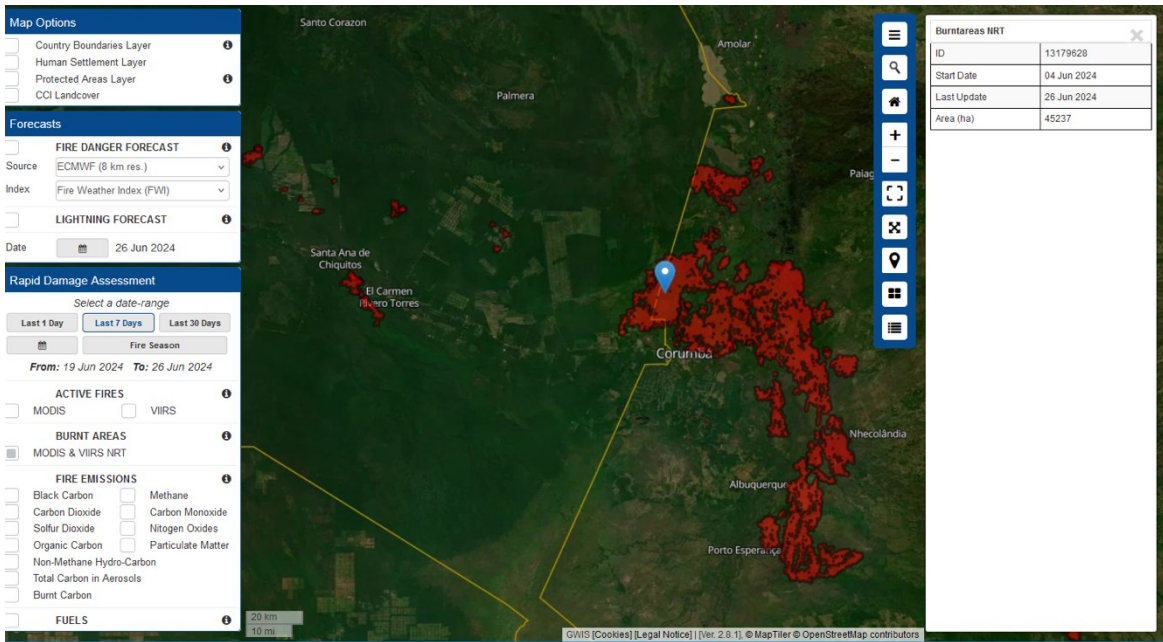 Map Options
Country Boundaries Layer
Human Settlement Layer
Protected Areas Layer
CCI Landcover
Forecasts
FIRE DANGER FORECAST
Source ECMWF (8 km res.)
Index Fire Weather Index (FWI)
LIGHTNING FORECAST
Date 26 Jun 2024
Rapid Damage Assessment
Select a date-range
Last 1 Day Last 7 Days Last 30 Days
Fire Season
From: 19 Jun 2024 To: 26 Jun 2024
ACTIVE FIRES
MODIS VIIRS
BURNT AREAS
MODIS & VIIRS NRT
FIRE EMISSIONS
Black Carbon Methane
Carbon Dioxide Carbon Monoxide
Solfur Dioxide Nitogen Oxides
Organic Carbon Particulate Matter
Non-Methane Hydro-Carbon
Total Carbon in Aerosols
Burnt Carbon
FUELS
Santo Corazon
Amolar
Palmera
Paiag
Santa Ana de
Chiquitos
El Carmen
Rivero Torres
Corumbá
Nhecolândia
Albuquerque
Porto Esperança
20 km
10 mi
GWIS [Cookies] [Legal Notice] | [Ver. 2.8.1], © MapTiler © OpenStreetMap contributors
Burntareas NRT
ID 13179628
Start Date 04 Jun 2024
Last Update 26 Jun 2024
Area (ha) 45237